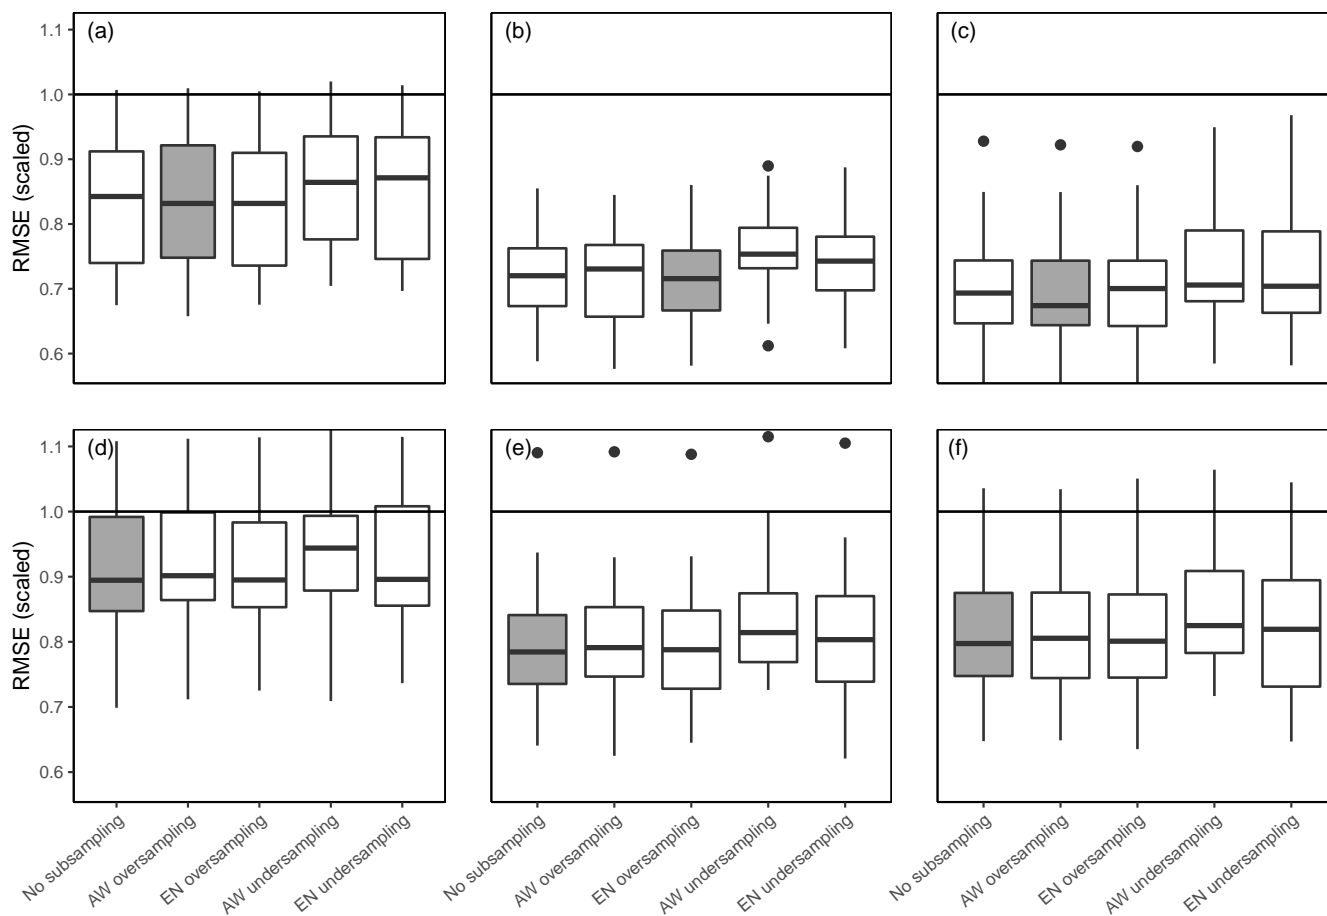 (a)
(b)
(c)
RMSE (scaled)
1.1
1.0
0.9
0.8
0.7
0.6
(d)
(e)
(f)
RMSE (scaled)
1.1
1.0
0.9
0.8
0.7
0.6
No subsampling
AW oversampling
EN oversampling
AW undersampling
EN undersampling
No subsampling
AW oversampling
EN oversampling
AW undersampling
EN undersampling
No subsampling
AW oversampling
EN oversampling
AW undersampling
EN undersampling